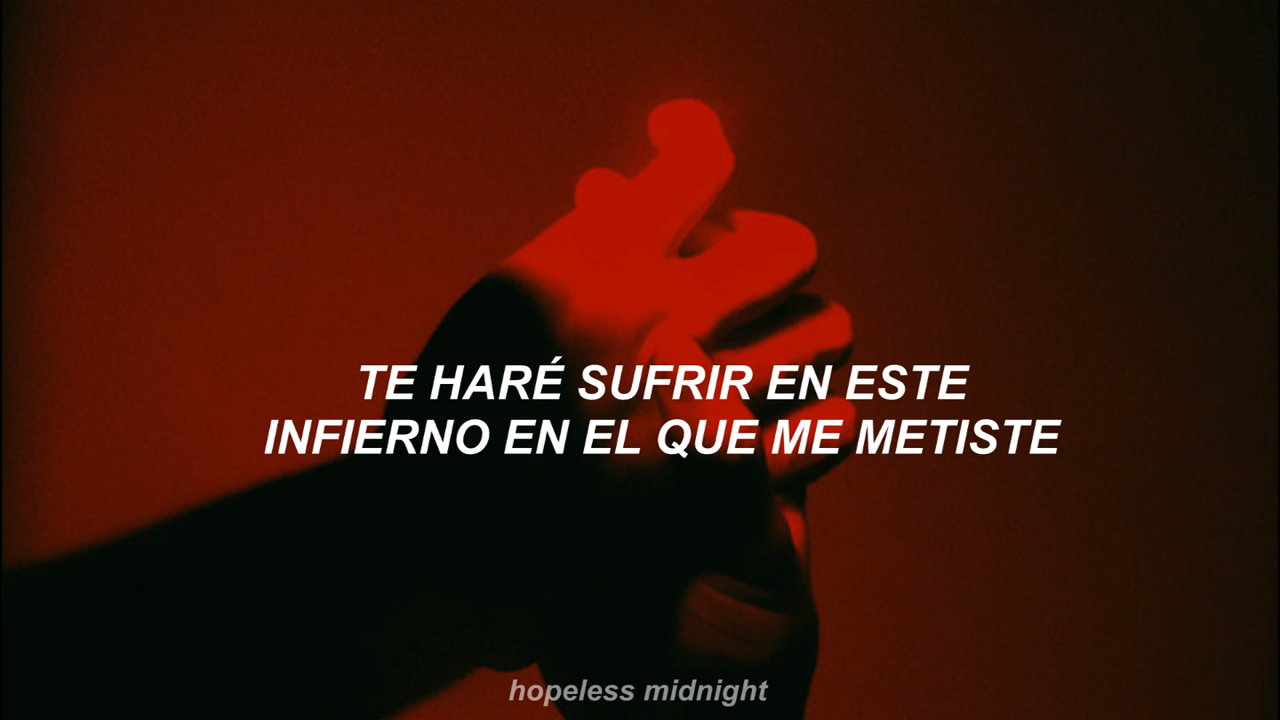 TE HARÉ SUFRIR EN ESTE
INFIERNO EN EL QUE ME METISTE
hopeless midnight